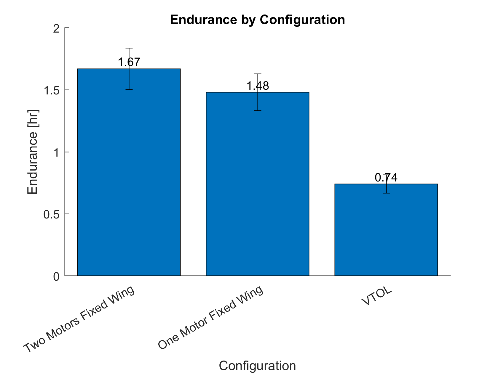 Endurance by Configuration
2
1.5
1
0.5
0
Endurance [hr]
1.67
1.48
0.74
Two Motors Fixed Wing
One Motor Fixed Wing
VTOL
Configuration